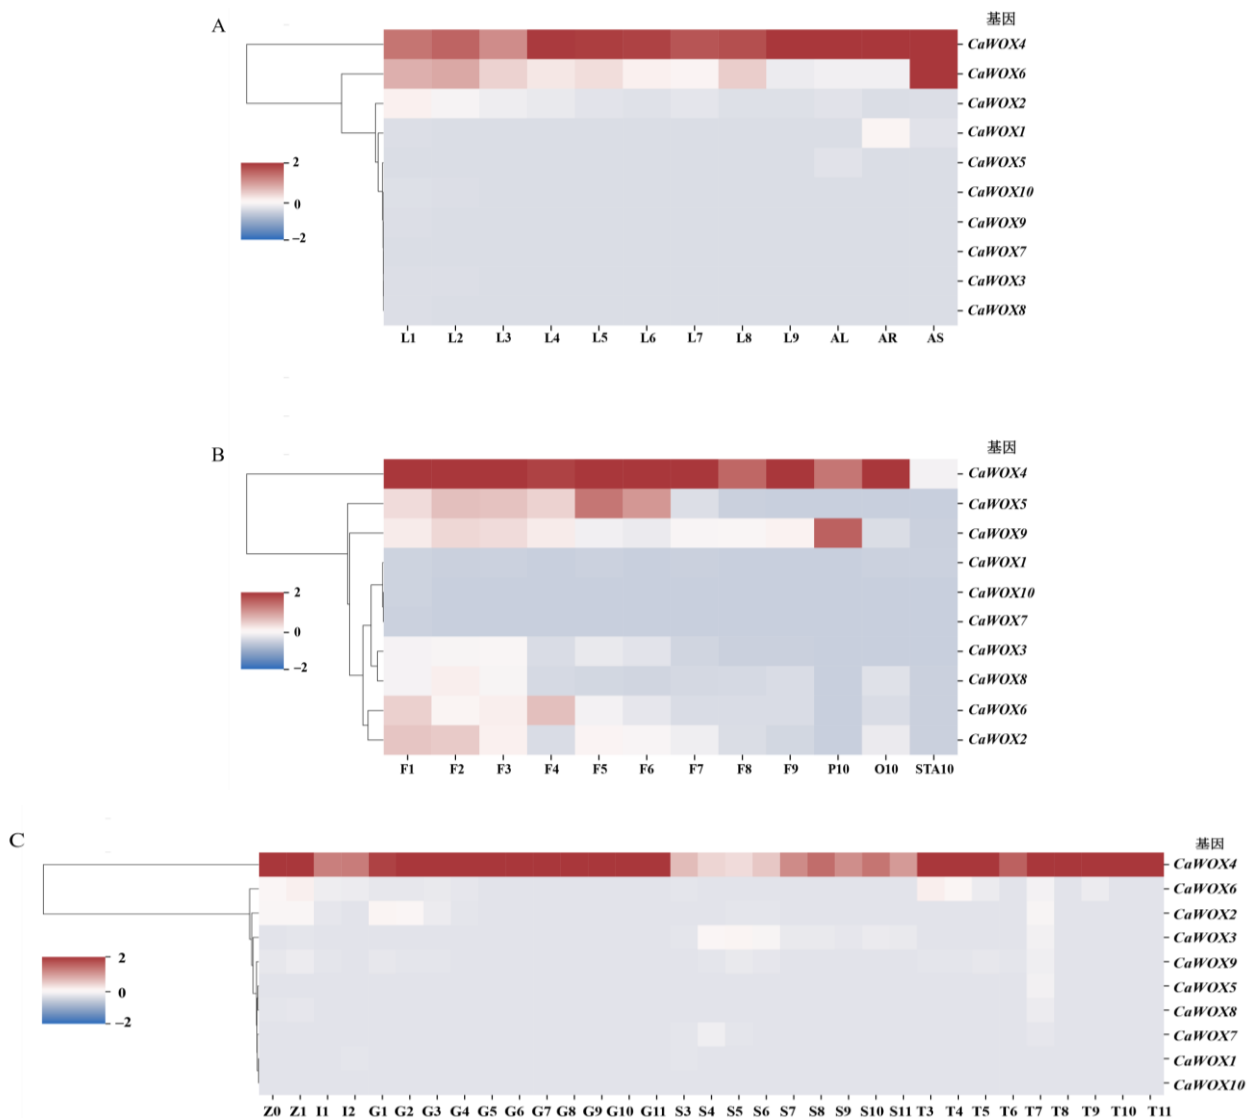 A
基因
CaWOX4
CaWOX6
CaWOX2
CaWOX1
CaWOX5
CaWOX10
CaWOX9
CaWOX7
CaWOX3
CaWOX8
2
0
−2
L1 L2 L3 L4 L5 L6 L7 L8 L9 AL AR AS
B
基因
CaWOX4
CaWOX5
CaWOX9
CaWOX1
CaWOX10
CaWOX7
CaWOX3
CaWOX8
CaWOX6
CaWOX2
2
0
−2
F1 F2 F3 F4 F5 F6 F7 F8 F9 P10 O10 STA10
C
基因
CaWOX4
CaWOX6
CaWOX2
CaWOX3
CaWOX9
CaWOX5
CaWOX8
CaWOX7
CaWOX1
CaWOX10
2
0
−2
Z0 Z1 I1 I2 G1 G2 G3 G4 G5 G6 G7 G8 G9 G10 G11 S3 S4 S5 S6 S7 S8 S9 S10 S11 T3 T4 T5 T6 T7 T8 T9 T10 T11